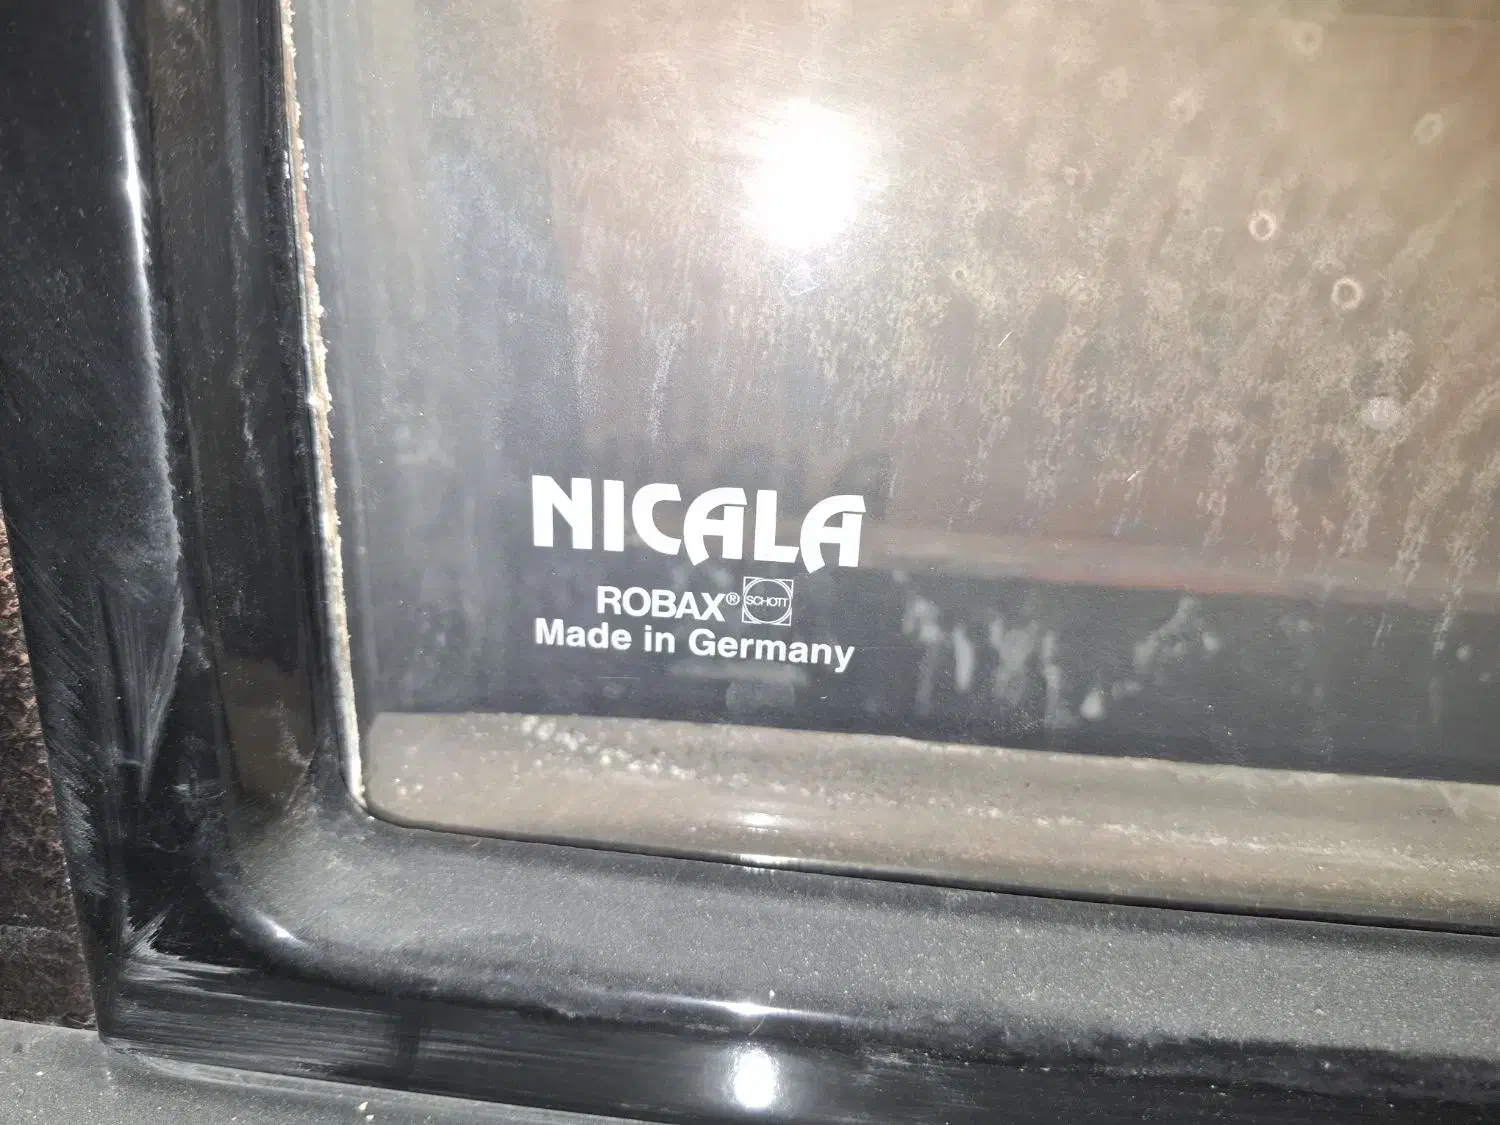 NICALA
ROBAX® SCHOTT
Made in Germany